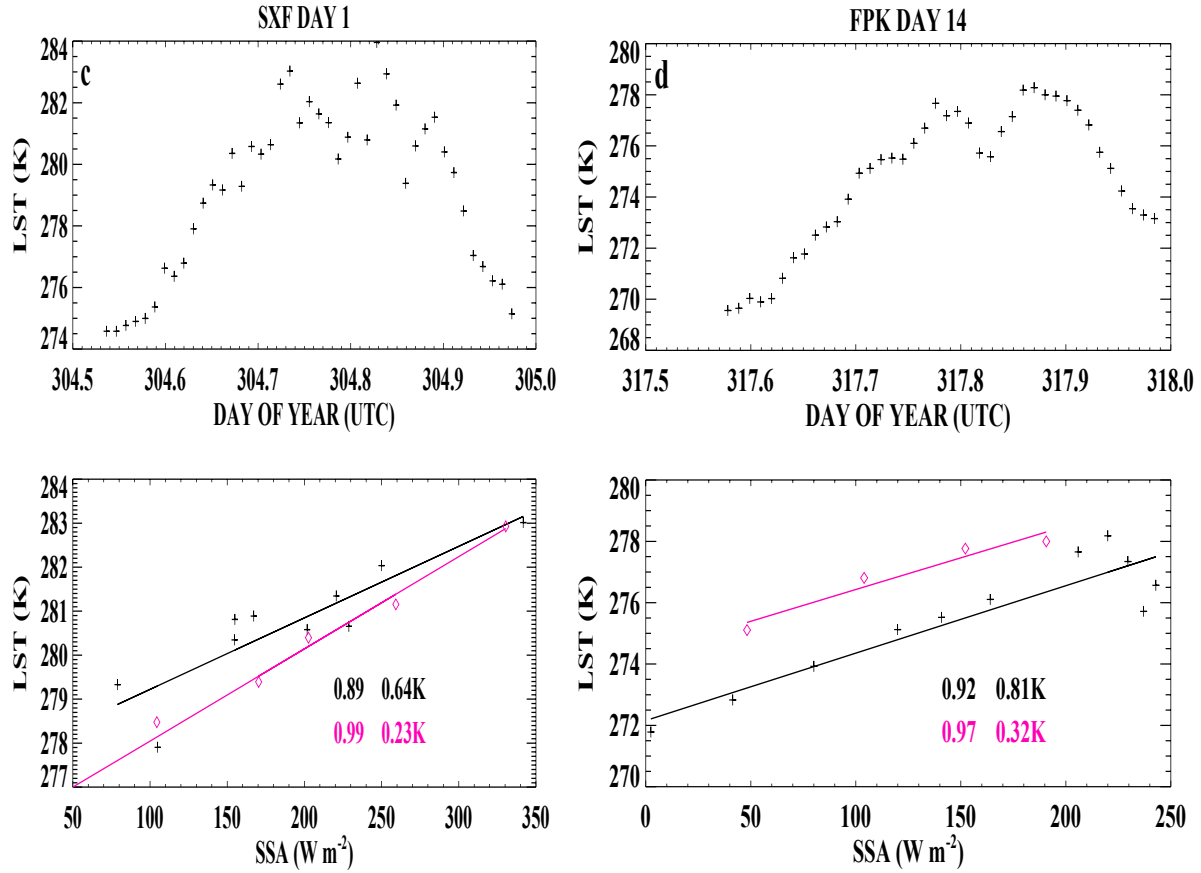 SXF DAY 1
c
LST (K)
284
282
280
278
276
274
304.5 304.6 304.7 304.8 304.9 305.0
DAY OF YEAR (UTC)
FPK DAY 14
d
LST (K)
280
278
276
274
272
270
268
317.5 317.6 317.7 317.8 317.9 318.0
DAY OF YEAR (UTC)
LST (K)
284
283
282
281
280
279
278
277
0.89 0.64K
0.99 0.23K
50 100 150 200 250 300 350
SSA (W m-2)
LST (K)
280
278
276
274
272
270
0.92 0.81K
0.97 0.32K
0 50 100 150 200 250
SSA (W m-2)